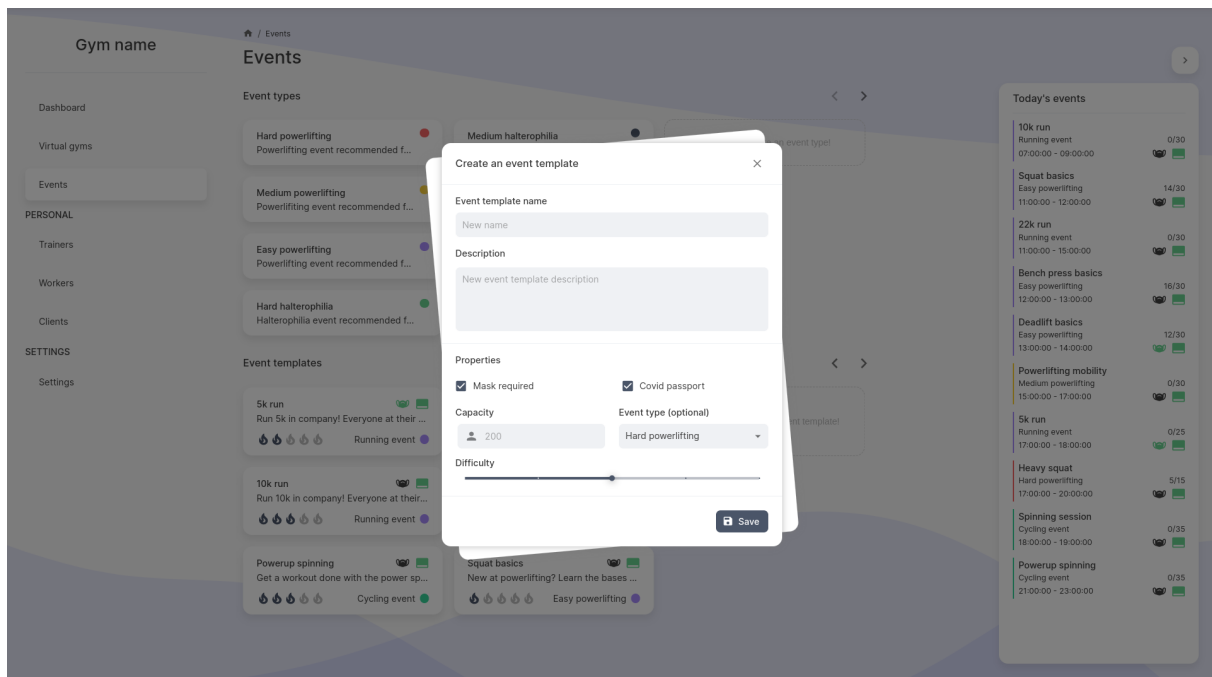 Gym name
Dashboard
Virtual gyms
Events
PERSONAL
Trainers
Workers
Clients
SETTINGS
Settings
/ Events
Events
Event types
Hard powerlifting
Powerlifting event recommended f...
Medium halterophilia
an event type!
Medium powerlifting
Powerlifiting event recommended f...
Easy powerlifting
Powerlifting event recommended f...
Hard halterophilia
Halterophilia event recommended f...
Event templates
5k run
Run 5k in company! Everyone at their ...
Running event
template!
10k run
Run 10k in company! Everyone at their...
Running event
Powerup spinning
Get a workout done with the power sp...
Cycling event
Squat basics
New at powerlifting? Learn the bases ...
Easy powerlifting
Create an event template
Event template name
New name
Description
New event template description
Properties
Mask required
Covid passport
Capacity
Event type (optional)
200
Hard powerlifting
Difficulty
Save
Today's events
10k run
Running event 0/30
07:00:00 - 09:00:00
Squat basics
Easy powerlifting 14/30
11:00:00 - 12:00:00
22k run
Running event 0/30
11:00:00 - 15:00:00
Bench press basics
Easy powerlifting 16/30
12:00:00 - 13:00:00
Deadlift basics
Easy powerlifting 12/30
13:00:00 - 14:00:00
Powerlifting mobility
Medium powerlifting 0/30
15:00:00 - 17:00:00
5k run
Running event 0/25
17:00:00 - 18:00:00
Heavy squat
Hard powerlifting 5/15
17:00:00 - 20:00:00
Spinning session
Cycling event 0/35
18:00:00 - 19:00:00
Powerup spinning
Cycling event 0/35
21:00:00 - 23:00:00